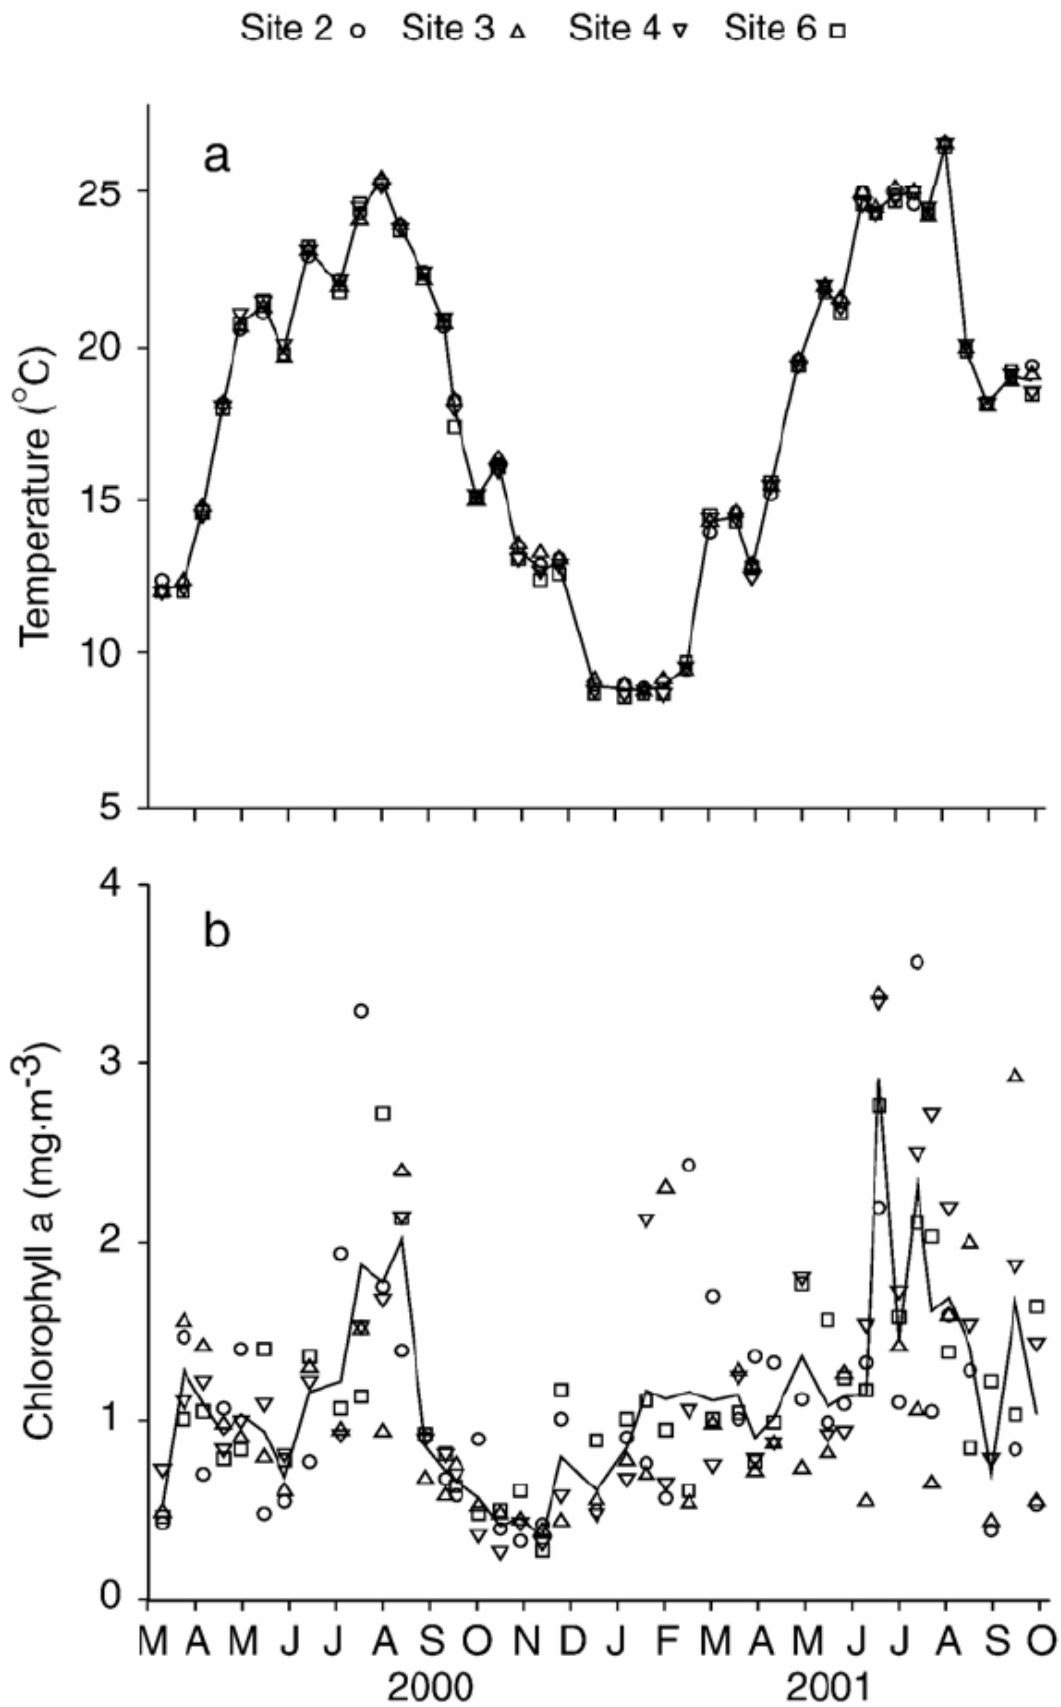 Site 2 ○ Site 3 △ Site 4 ▽ Site 6 □
a
Temperature (°C)
25
20
15
10
5
b
Chlorophyll a (mg·m-3)
4
3
2
1
0
M A M J J A S O N D J F M A M J J A S O
2000 2001